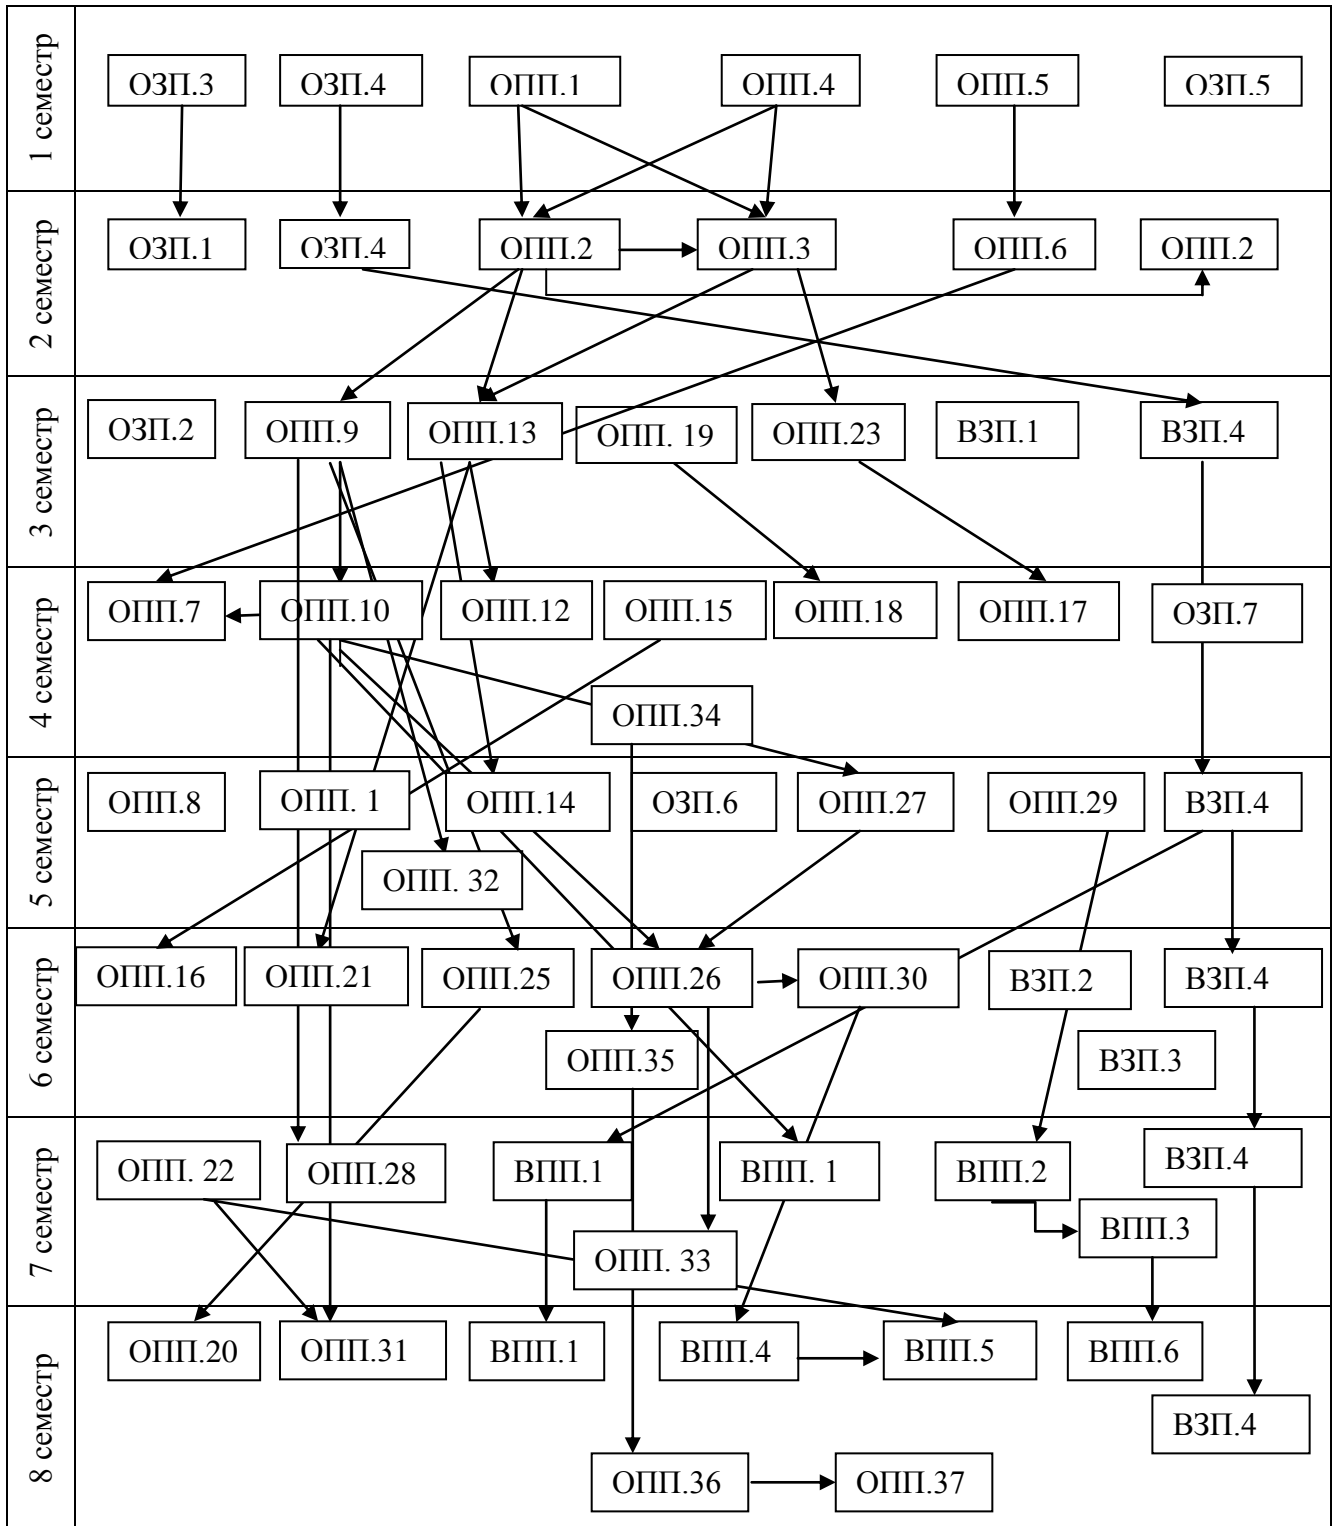 1 семестр
ОЗП.3
ОЗП.4
ОПП.1
ОПП.4
ОПП.5
ОЗП.5
2 семестр
ОЗП.1
ОЗП.4
ОПП.2
ОПП.3
ОПП.6
ОПП.2
3 семестр
ОЗП.2
ОПП.9
ОПП.13
ОПП. 19
ОПП.23
ВЗП.1
ВЗП.4
4 семестр
ОПП.7
ОПП.10
ОПП.12
ОПП.15
ОПП.18
ОПП.17
ОЗП.7
ОПП.34
5 семестр
ОПП.8
ОПП. 1
ОПП.14
ОЗП.6
ОПП.27
ОПП.29
ВЗП.4
ОПП. 32
6 семестр
ОПП.16
ОПП.21
ОПП.25
ОПП.26
ОПП.30
ВЗП.2
ВЗП.4
ОПП.35
ВЗП.3
7 семестр
ОПП. 22
ОПП.28
ВПП.1
ВПП. 1
ВПП.2
ВЗП.4
ВПП.3
ОПП. 33
8 семестр
ОПП.20
ОПП.31
ВПП.1
ВПП.4
ВПП.5
ВПП.6
ВЗП.4
ОПП.36
ОПП.37